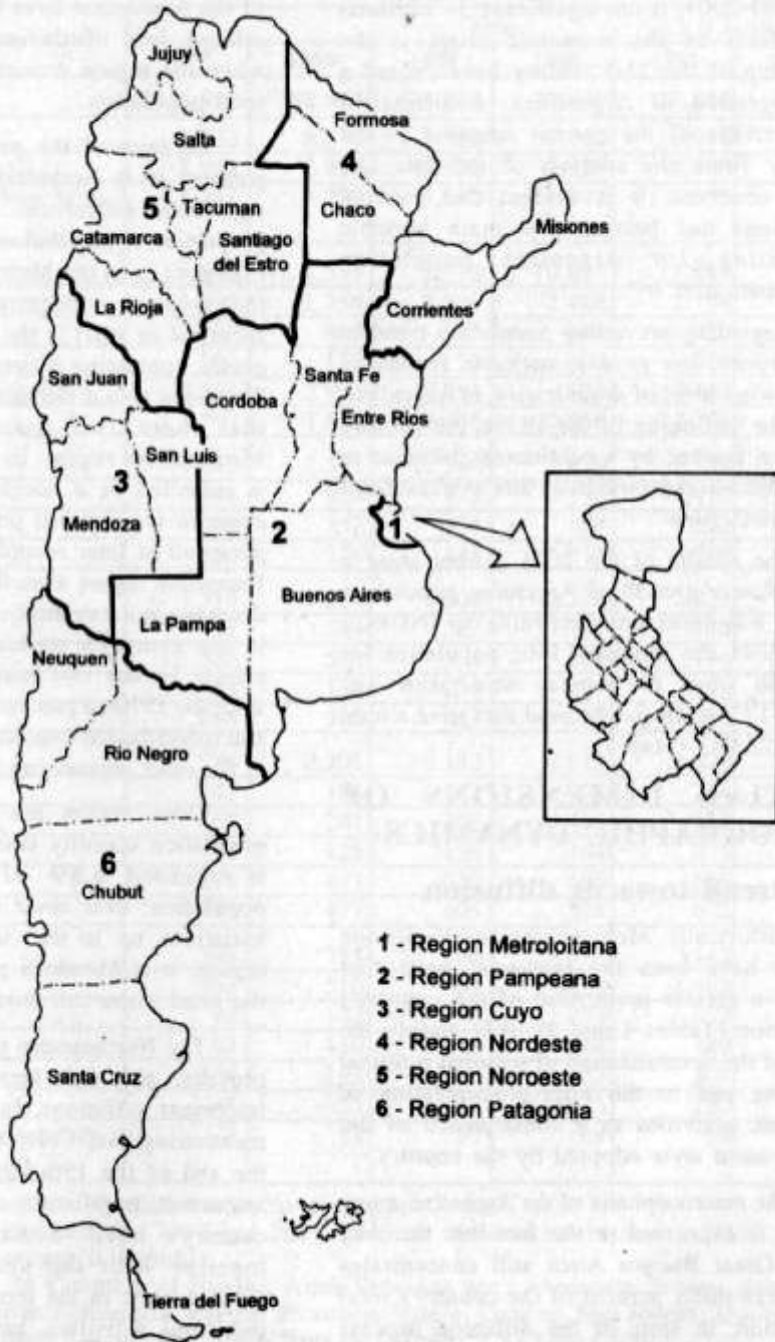 Jujuy
Salta
Formosa
4
Chaco
5
Tacuman
Catamarca
Santiago
del Estro
Misiones
La Rioja
Corrientes
San Juan
Cordoba
Santa Fe
Entre Rios
San Luis
3
Mendoza
2
1
Buenos Aires
La Pampa
Neuquen
Rio Negro
6
Chubut
1 - Region Metroloitana
2 - Region Pampeana
3 - Region Cuyo
4 - Region Nordeste
5 - Region Noroeste
6 - Region Patagonia
Santa Cruz
Tierra del Fuego